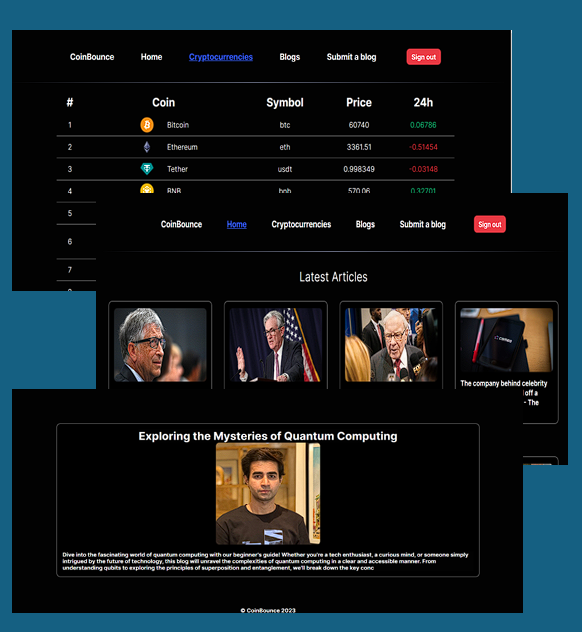 CoinBounce Home Cryptocurrencies Blogs Submit a blog Sign out
# Coin Symbol Price 24h
1 Bitcoin btc 60740 0.06786
2 Ethereum eth 3361.51 -0.51454
3 Tether usdt 0.998349 -0.03148
4 BNB bnb 570.06 0.32701
5
6
7
CoinBounce Home Cryptocurrencies Blogs Submit a blog Sign out
Latest Articles
The company behind celebrity
off a
- The
Exploring the Mysteries of Quantum Computing
Dive into the fascinating world of quantum computing with our beginner's guide! Whether you're a tech enthusiast, a curious mind, or someone simply
intrigued by the future of technology, this blog will unravel the complexities of quantum computing in a clear and accessible manner. From
understanding qubits to exploring the principles of superposition and entanglement, we'll break down the key conc
© CoinBounce 2023